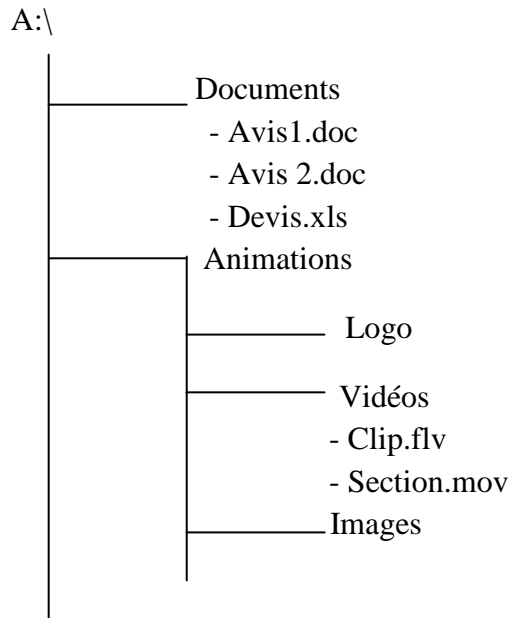 A:\
Documents
- Avis1.doc
- Avis 2.doc
- Devis.xls
Animations
Logo
Vidéos
- Clip.flv
- Section.mov
Images